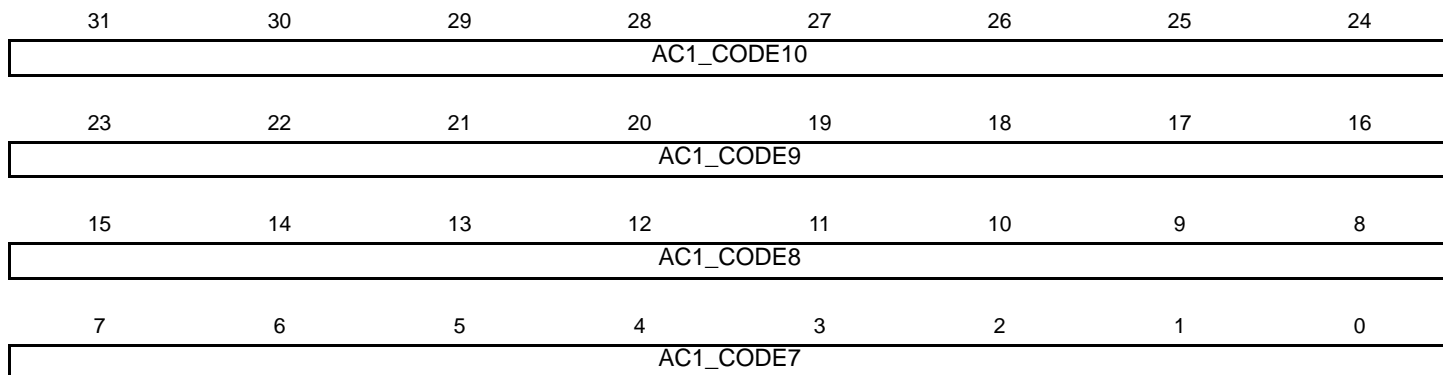 31 30 29 28 27 26 25 24
AC1_CODE10
23 22 21 20 19 18 17 16
AC1_CODE9
15 14 13 12 11 10 9 8
AC1_CODE8
7 6 5 4 3 2 1 0
AC1_CODE7